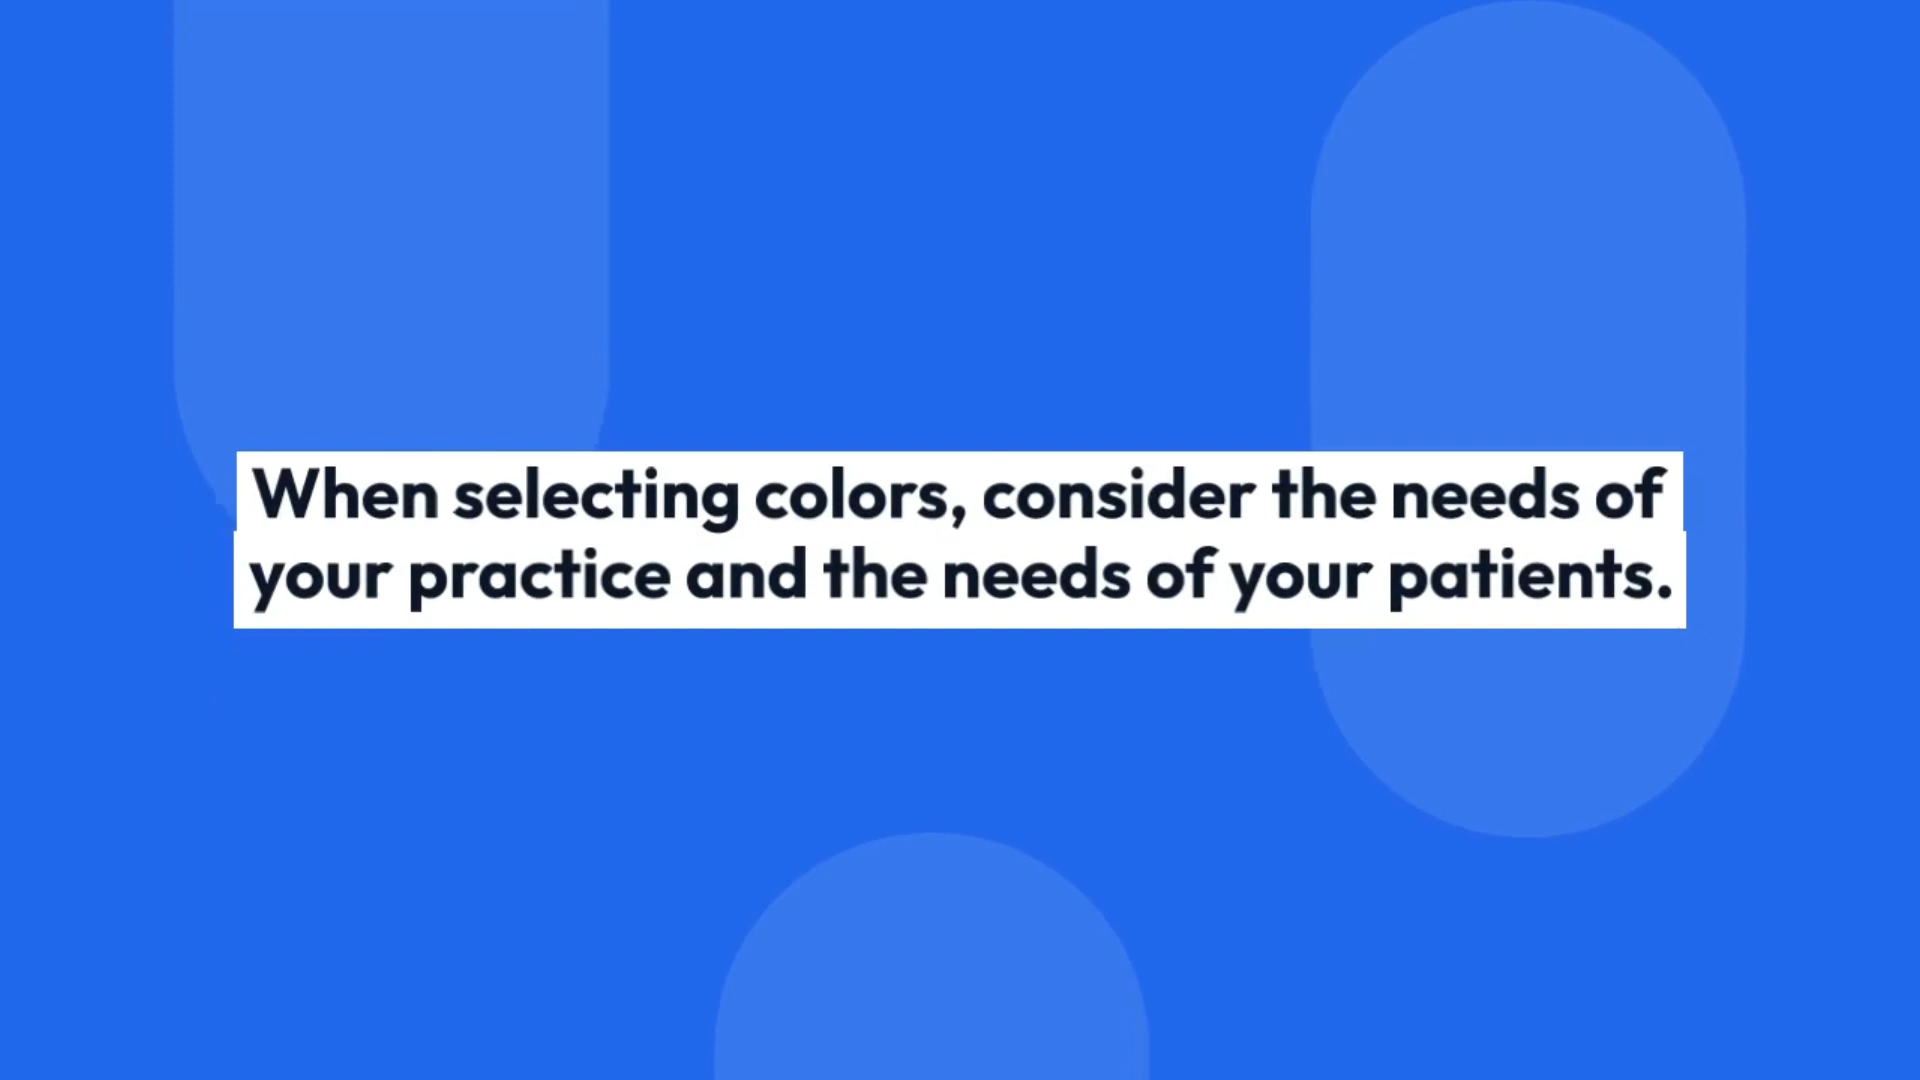 When selecting colors, consider the needs of
your practice and the needs of your patients.